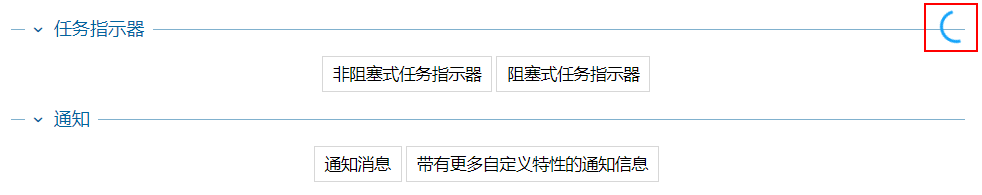 任务指示器
非阻塞式任务指示器 阻塞式任务指示器
通知
通知消息 带有更多自定义特性的通知信息